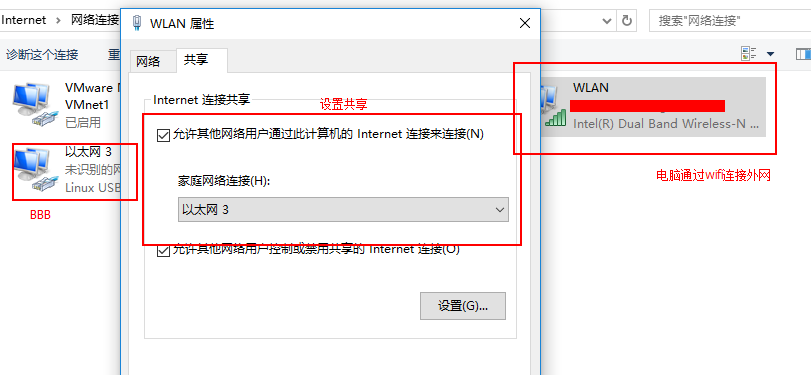 Internet › 网络连接
搜索"网络连接"
诊断这个连接
VMware
VMnet1
已启用
以太网 3
未识别的网
Linux USB
BBB
WLAN 属性
网络
共享
Internet 连接共享
设置共享
允许其他网络用户通过此计算机的 Internet 连接来连接(N)
家庭网络连接(H):
以太网 3
允许其他网络用户控制或禁用共享的 Internet 连接(O)
设置(G)...
WLAN
Intel(R) Dual Band Wireless-N ...
电脑通过wifi连接外网